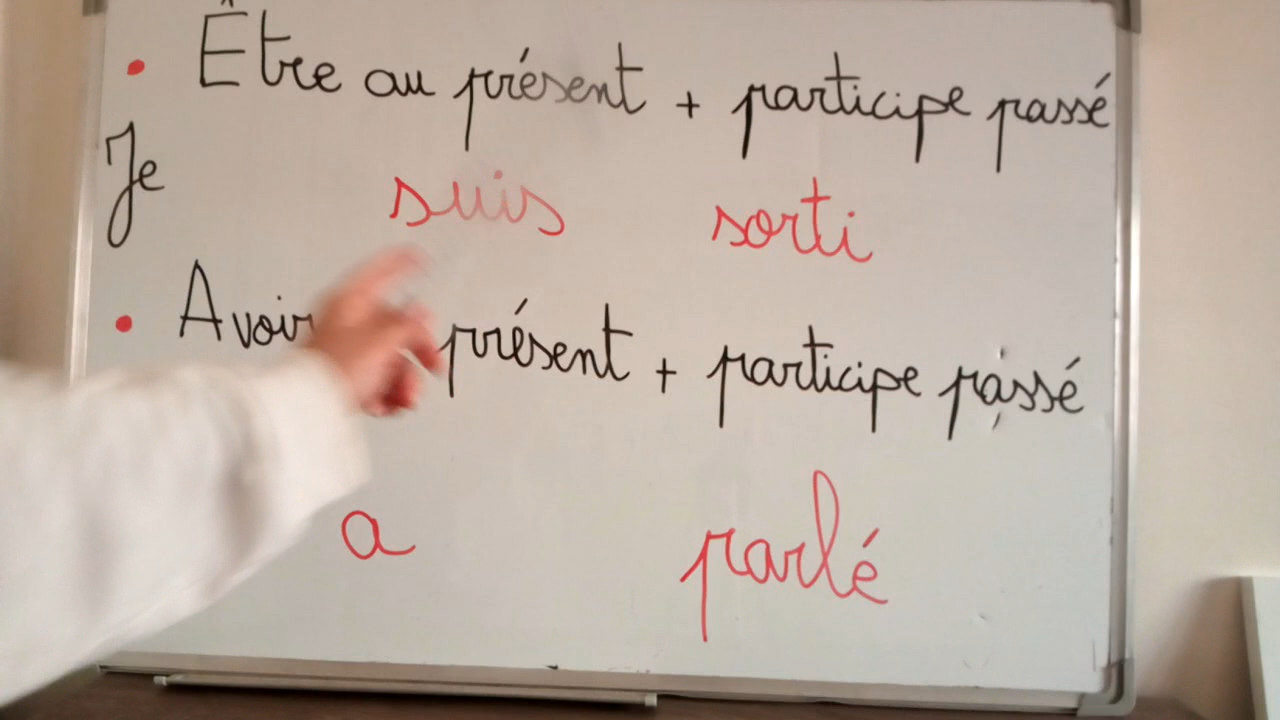 • Être au présent + participe passé
Je suis sorti
• Avoir présent + participe passé
a parlé